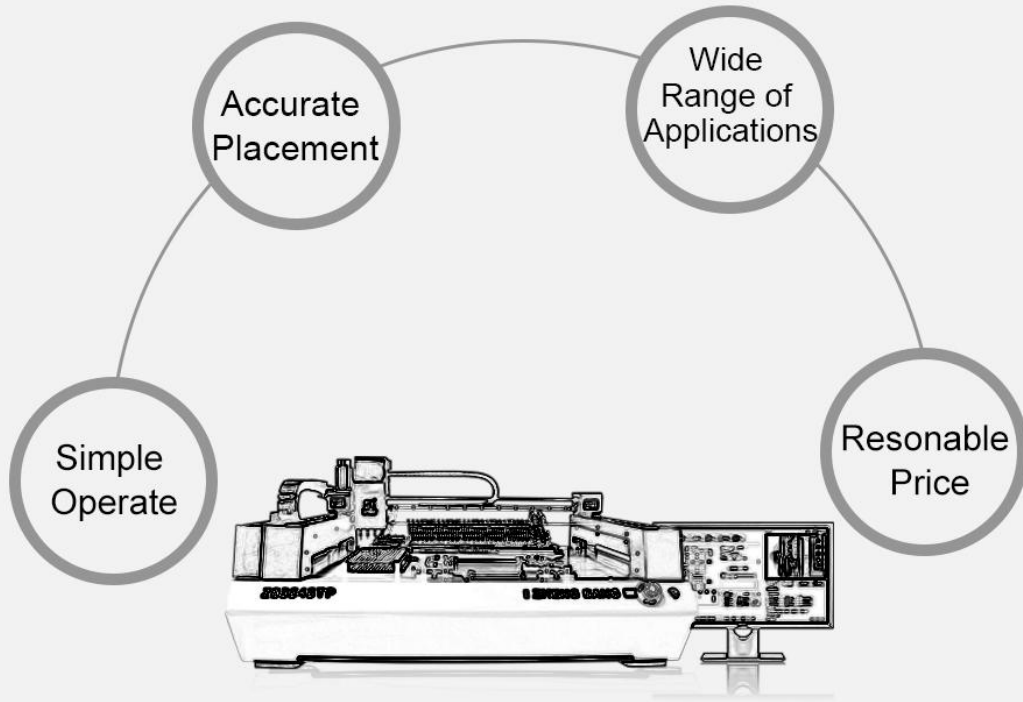 Accurate
Placement
Wide
Range of
Applications
Simple
Operate
Resonable
Price